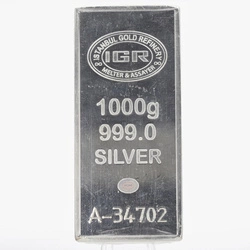 ISTANBUL GOLD REFINERY
IGR
MELTER & ASSAYER
1000g
999.0
SILVER
A-34702